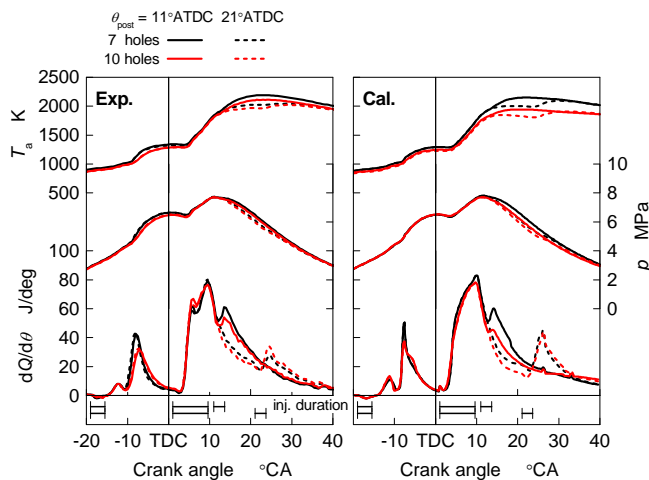 θpost = 11°ATDC 21°ATDC
7 holes
10 holes
2500
2000
1500
1000
500
100
80
60
40
20
0
Ta K
dQ/dθ J/deg
Exp.
Cal.
10
8
6
4
2
0
p MPa
inj. duration
-20 -10 TDC 10 20 30 40
-20 -10 TDC 10 20 30 40
Crank angle °CA
Crank angle °CA